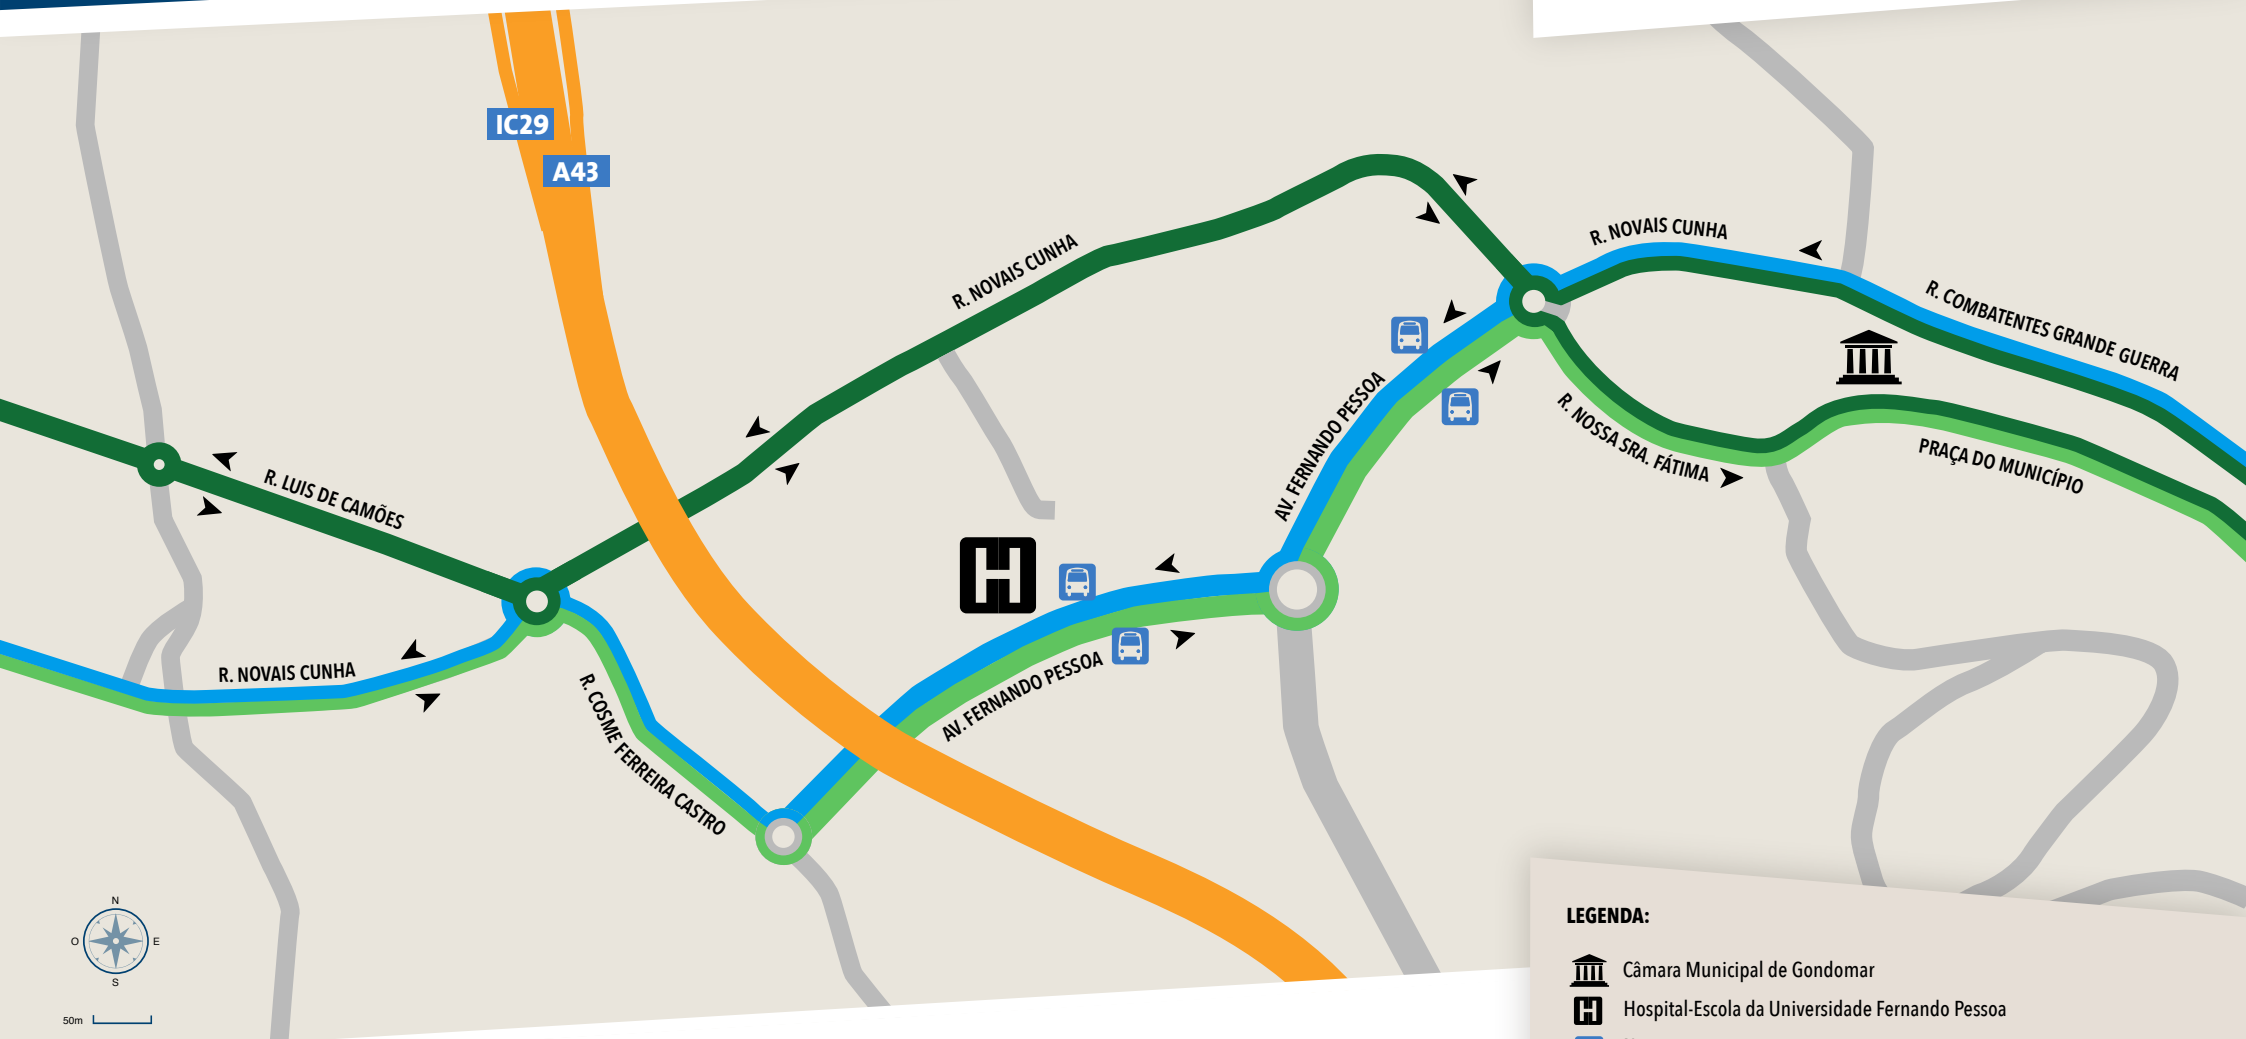 IC29
A43
R. NOVAIS CUNHA
R. NOVAIS CUNHA
R. COMBATENTES GRANDE GUERRA
AV. FERNANDO PESSOA
R. NOSSA SRA. FÁTIMA
PRAÇA DO MUNICÍPIO
R. LUIS DE CAMÕES
R. NOVAIS CUNHA
R. COSME FERREIRA CASTRO
AV. FERNANDO PESSOA
N
O
E
S
50m
LEGENDA:
Câmara Municipal de Gondomar
Hospital-Escola da Universidade Fernando Pessoa